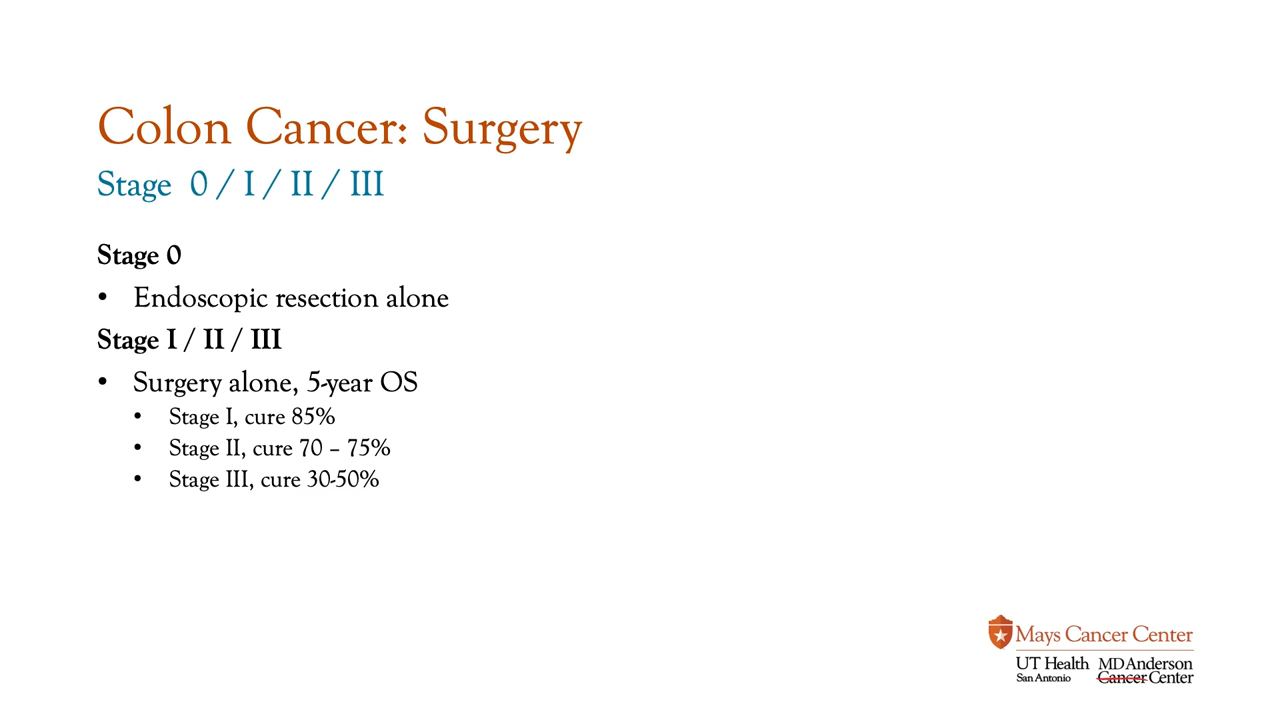 Colon Cancer: Surgery
Stage 0 / I / II / III
Stage 0
• Endoscopic resection alone
Stage I / II / III
• Surgery alone, 5-year OS
• Stage I, cure 85%
• Stage II, cure 70 – 75%
• Stage III, cure 30-50%
Mays Cancer Center
UT Health
San Antonio
MD Anderson
Cancer Center